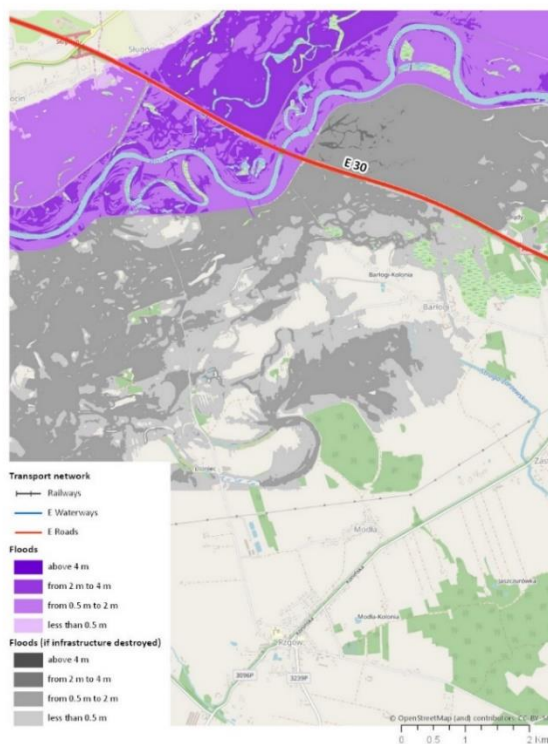 E 30
Bartogi-Kolonia
Modła
Modła-Kolonia
Rzgów
3096P
3239P
Transport network
Railways
E Waterways
E Roads
Floods
above 4 m
from 2 m to 4 m
from 0.5 m to 2 m
less than 0.5 m
Floods (if infrastructure destroyed)
above 4 m
from 2 m to 4 m
from 0.5 m to 2 m
less than 0.5 m
© OpenStreetMap (and) contributors, CC-BY-SA
0 0.5 1 2 Km